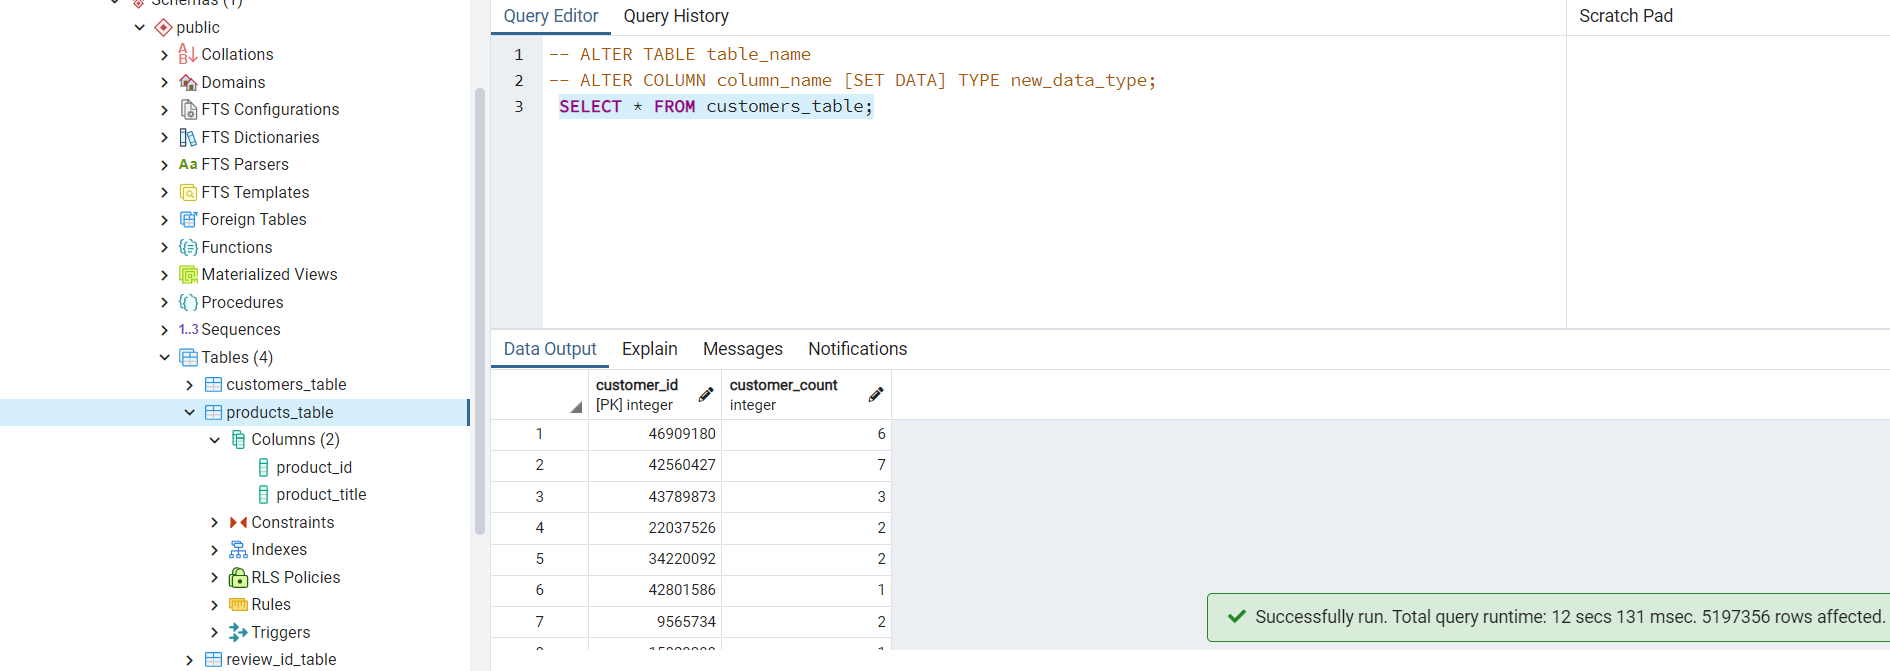 Schemas (1)
public
Collations
Domains
FTS Configurations
FTS Dictionaries
Aa FTS Parsers
FTS Templates
Foreign Tables
Functions
Materialized Views
Procedures
1..3 Sequences
Tables (4)
customers_table
products_table
Columns (2)
product_id
product_title
Constraints
Indexes
RLS Policies
Rules
Triggers
review_id_table
Query Editor Query History
1 -- ALTER TABLE table_name
2 -- ALTER COLUMN column_name [SET DATA] TYPE new_data_type;
3 SELECT * FROM customers_table;
Scratch Pad
Data Output Explain Messages Notifications
customer_id customer_count
[PK] integer integer
1 46909180 6
2 42560427 7
3 43789873 3
4 22037526 2
5 34220092 2
6 42801586 1
7 9565734 2
Successfully run. Total query runtime: 12 secs 131 msec. 5197356 rows affected.